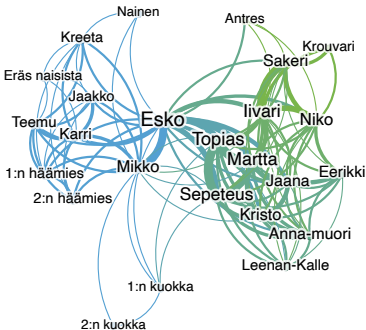 Nainen
Antres
Kreeta
Krouvari
Sakeri
Eräs naisista
Jaakko
Iivari
Teemu
Esko
Niko
Karri
Topias
Mikko
Martta
1:n häämies
Jaana
Eerikki
2:n häämies
Sepeteus
Kristo
Anna-muori
Leenan-Kalle
1:n kuokka
2:n kuokka